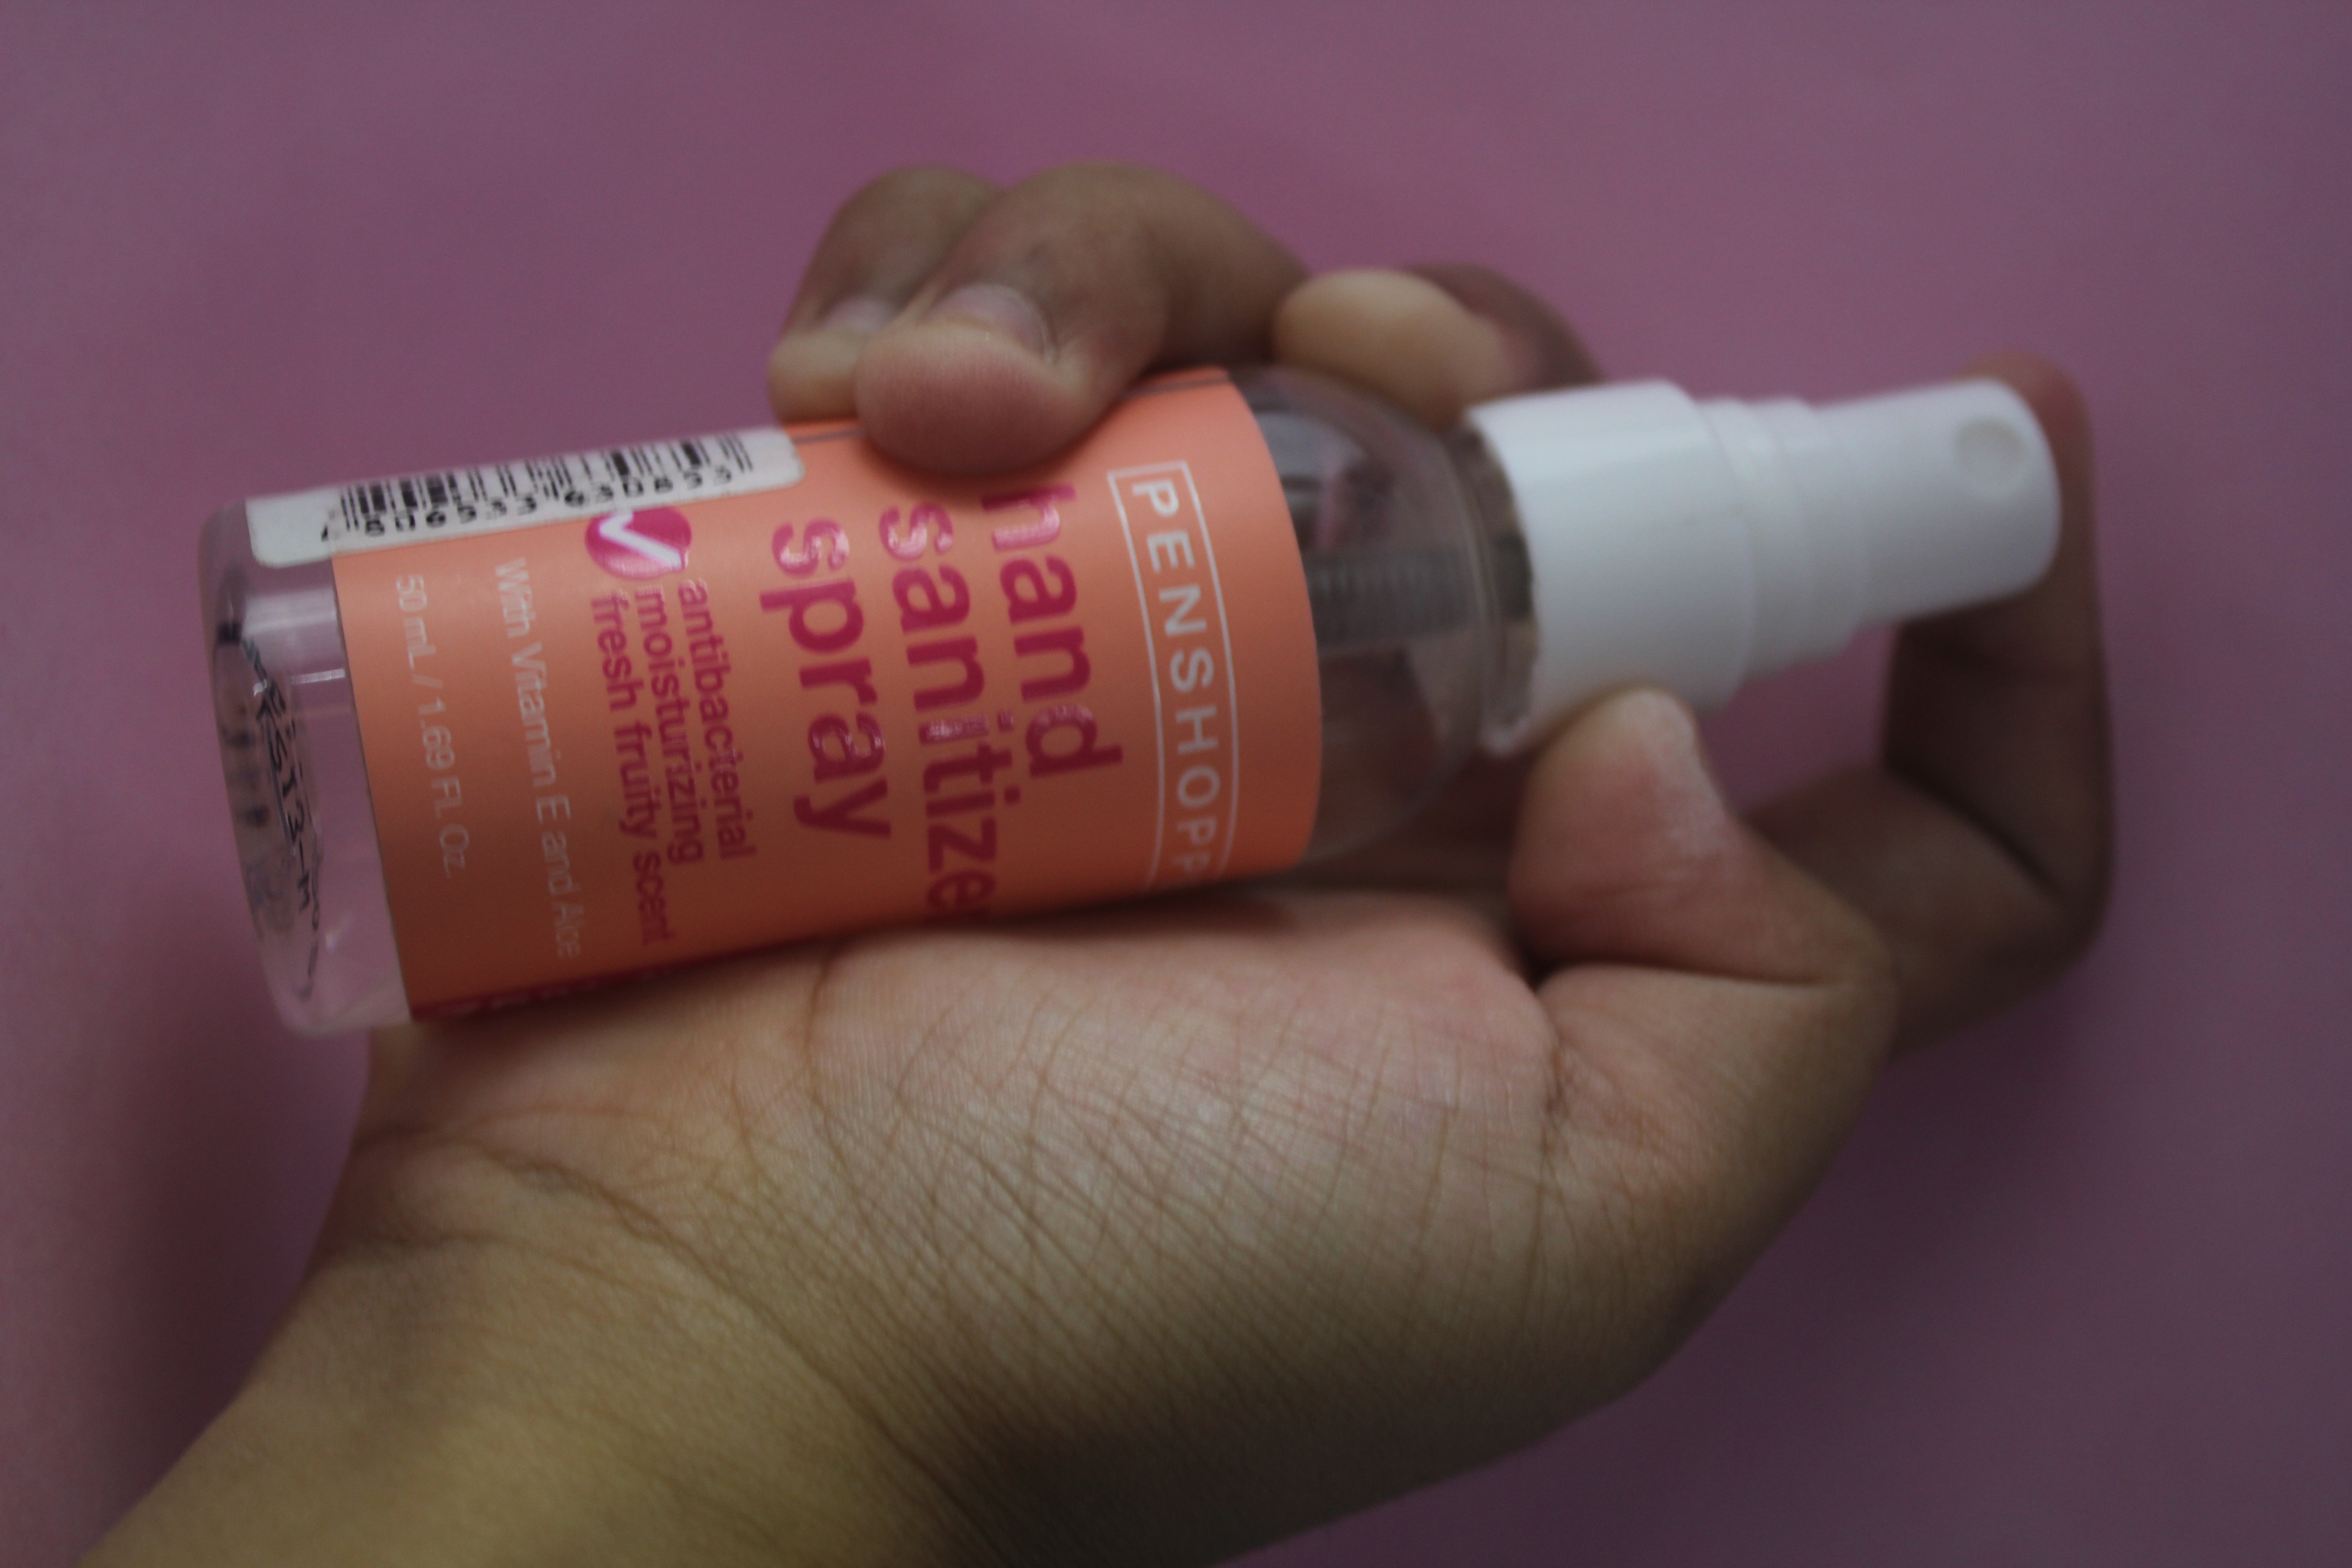 PENSHOPP
hand
sanitize
spray
antibacterial
moisturizing
fresh fruity scent
With Vitamin E and Aloe
50 mL / 1.69 Fl. Oz.